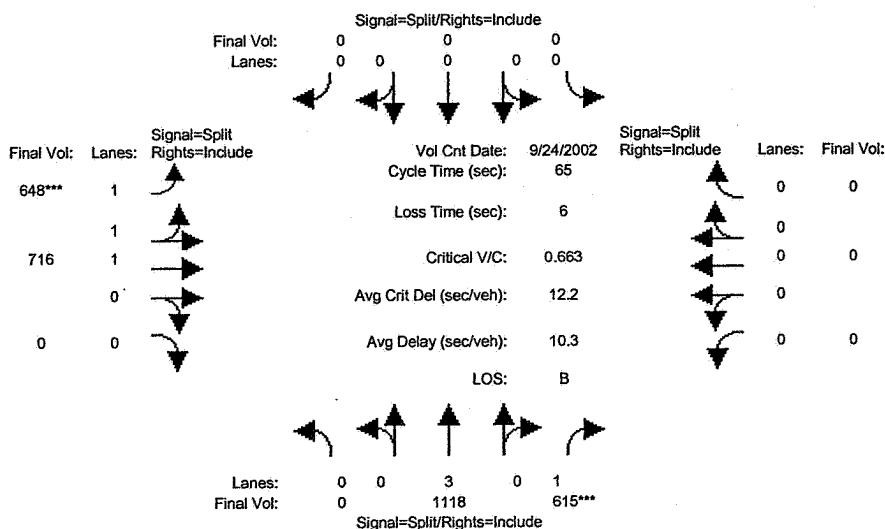 Signal=Split/Rights=Include
Final Vol: 0 0 0
Lanes: 0 0 0 0 0
Signal=Split
Final Vol: Lanes: Rights=Include
Vol Cnt Date: 9/24/2002
Signal=Split
Rights=Include Lanes: Final Vol:
Cycle Time (sec): 65
648*** 1
0 0
Loss Time (sec): 6
1
0
716 1
Critical V/C: 0.663
0 0
0
Avg Crit Del (sec/veh): 12.2
0
0 0
Avg Delay (sec/veh): 10.3
0 0
LOS: B
Lanes: 0 0 3 0 1
Final Vol: 0 1118 615***
Signal=Split/Rights=Include